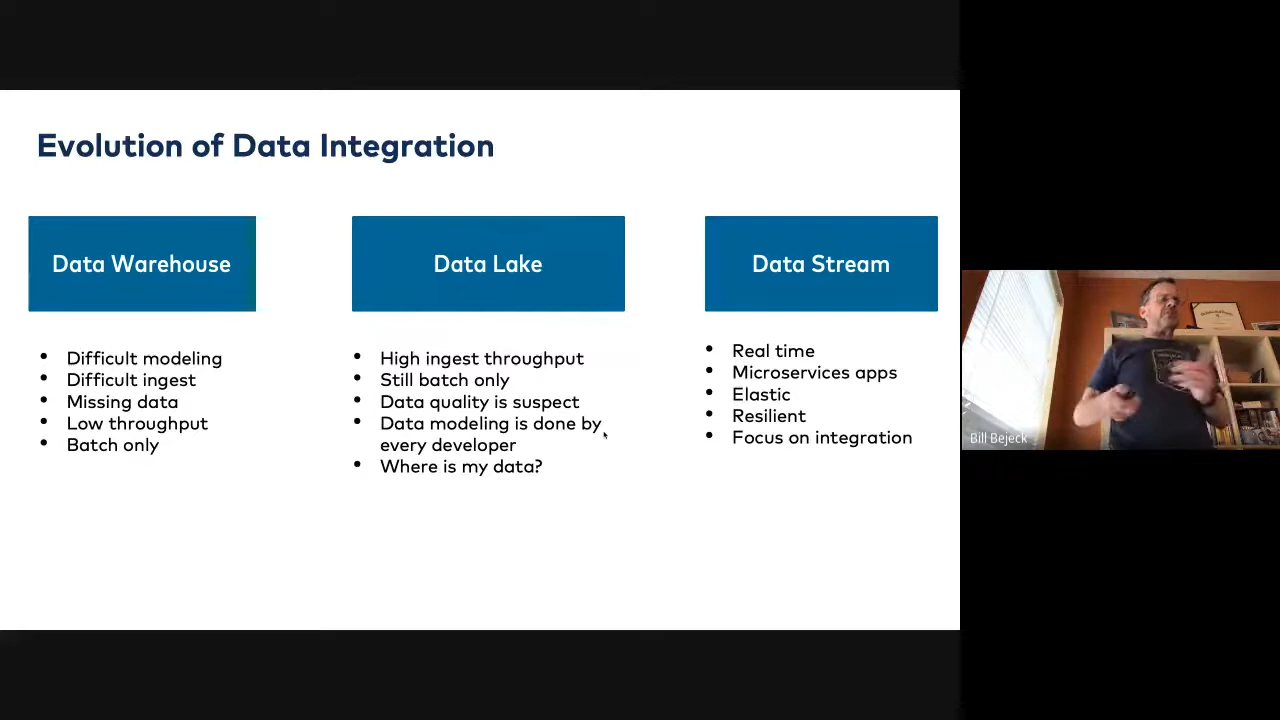 Evolution of Data Integration
Data Warehouse
• Difficult modeling
• Difficult ingest
• Missing data
• Low throughput
• Batch only
Data Lake
• High ingest throughput
• Still batch only
• Data quality is suspect
• Data modeling is done by
every developer
• Where is my data?
Data Stream
• Real time
• Microservices apps
• Elastic
• Resilient
• Focus on integration
Bill Bejeck